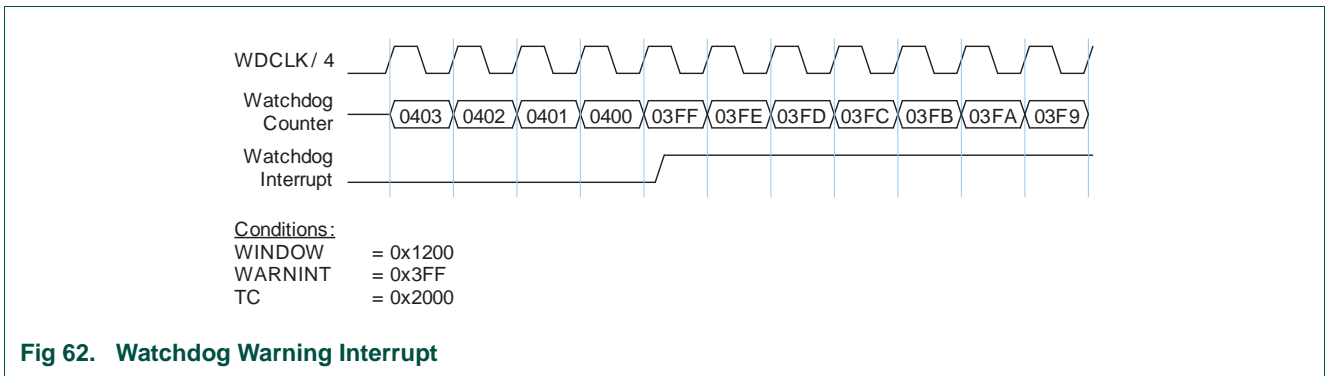 WDCLK / 4
Watchdog Counter
0403 0402 0401 0400 03FF 03FE 03FD 03FC 03FB 03FA 03F9
Watchdog Interrupt
Conditions:
WINDOW = 0x1200
WARNINT = 0x3FF
TC = 0x2000
Fig 62. Watchdog Warning Interrupt